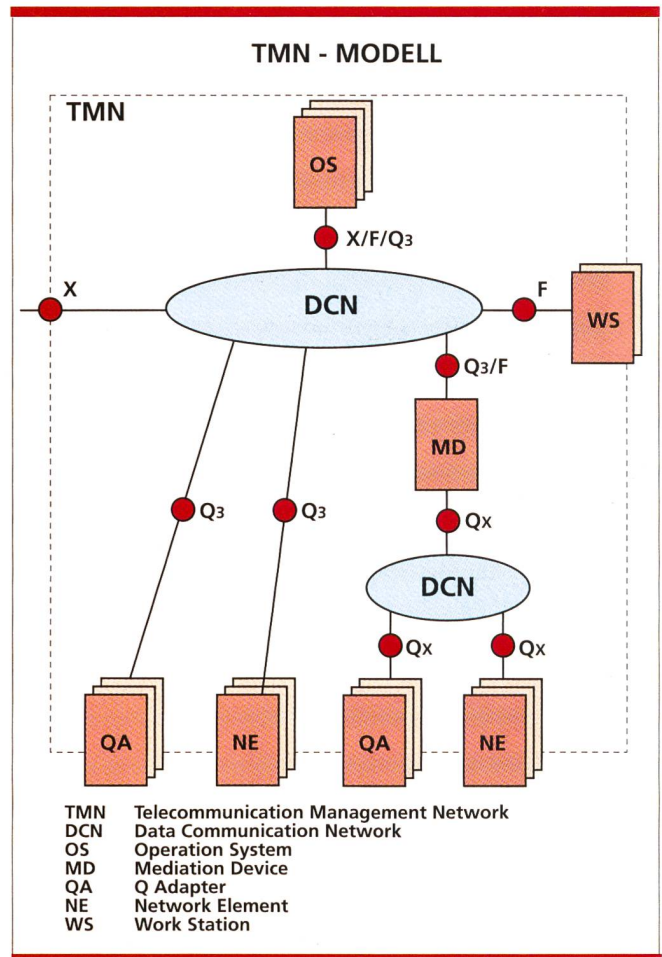 TMN - MODELL
TMN
OS
X/F/Q3
X
DCN
F
WS
Q3/F
MD
Q3
Q3
QX
DCN
QX
QX
QA
NE
QA
NE
TMN Telecommunication Management Network
DCN Data Communication Network
OS Operation System
MD Mediation Device
QA Q Adapter
NE Network Element
WS Work Station